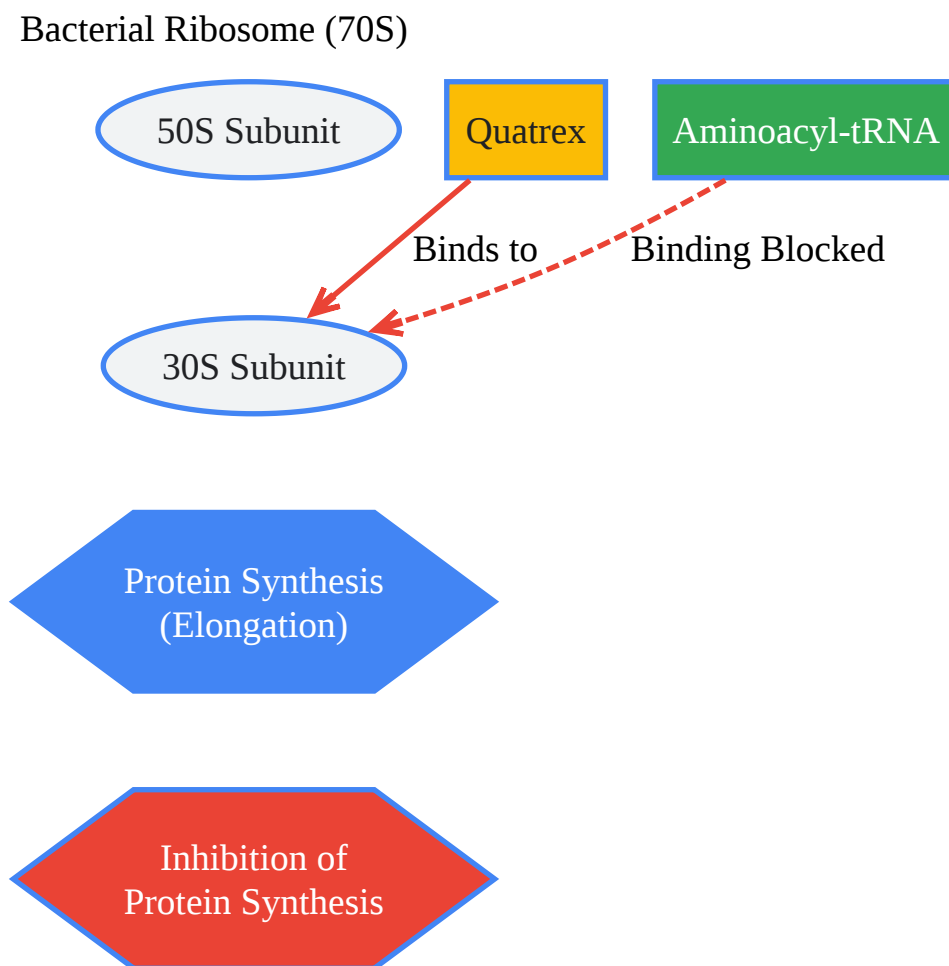 Bacterial Ribosome (70S)
50S Subunit
Quatrex
Aminoacyl-tRNA
Binds to
Binding Blocked
30S Subunit
Protein Synthesis
(Elongation)
Inhibition of
Protein Synthesis